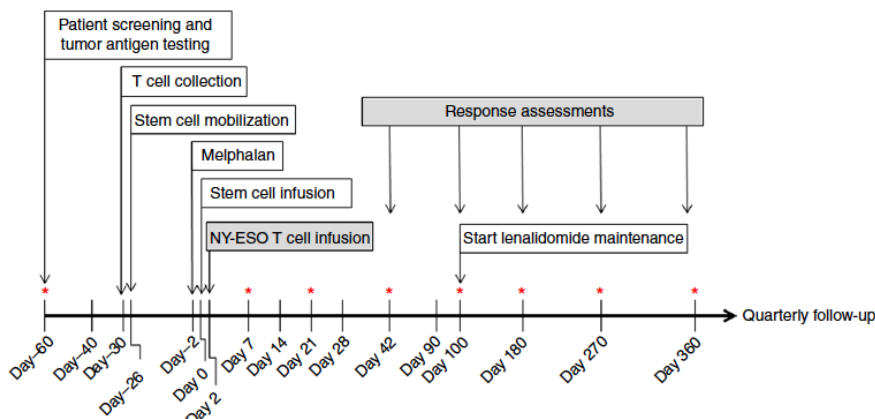 Patient screening and
tumor antigen testing
T cell collection
Stem cell mobilization
Response assessments
Melphalan
Stem cell infusion
NY-ESO T cell infusion
Start lenalidomide maintenance
* * * * * * * *
Quarterly follow-up
Day–60
Day–40
Day–30
Day–26
Day–2
Day 0
Day 2
Day 7
Day 14
Day 21
Day 28
Day 42
Day 90
Day 100
Day 180
Day 270
Day 360